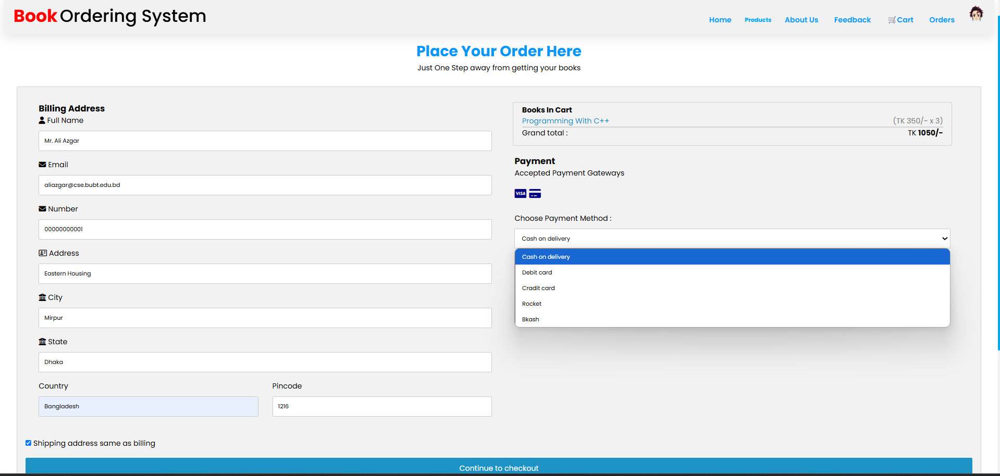 Book Ordering System
Home Products About Us Feedback Cart Orders
Place Your Order Here
Just One Step away from getting your books
Billing Address
Full Name
Mr. Ali Azgar
Email
aliazgar@cse.bubt.edu.bd
Number
00000000001
Address
Eastern Housing
City
Mirpur
State
Dhaka
Country Pincode
Bangladesh 1216
Books In Cart
Programming With C++ (TK 350/- x 3)
Grand total : TK 1050/-
Payment
Accepted Payment Gateways
VISA
Choose Payment Method :
Cash on delivery
Cash on delivery
Debit card
Cradit card
Rocket
Bkash
Shipping address same as billing
Continue to checkout